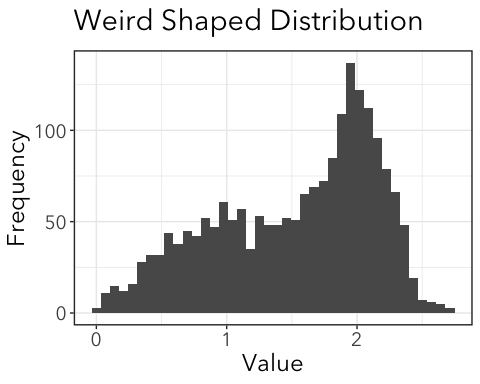 Weird Shaped Distribution
Frequency
100
50
0
0 1 2
Value